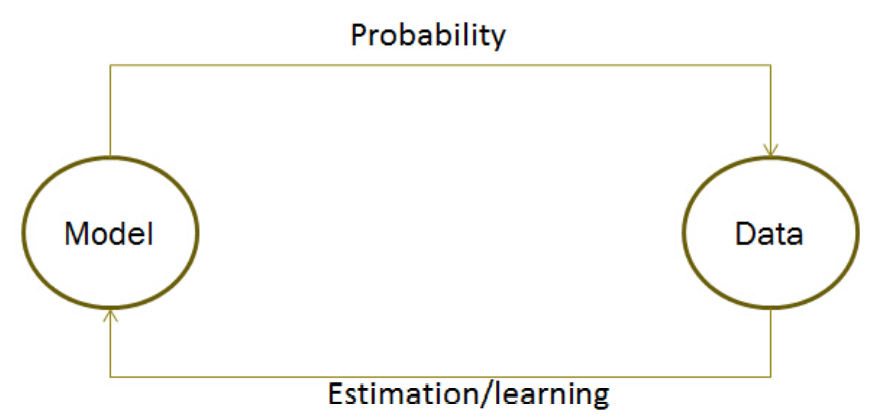 Probability
Model
Data
Estimation/learning